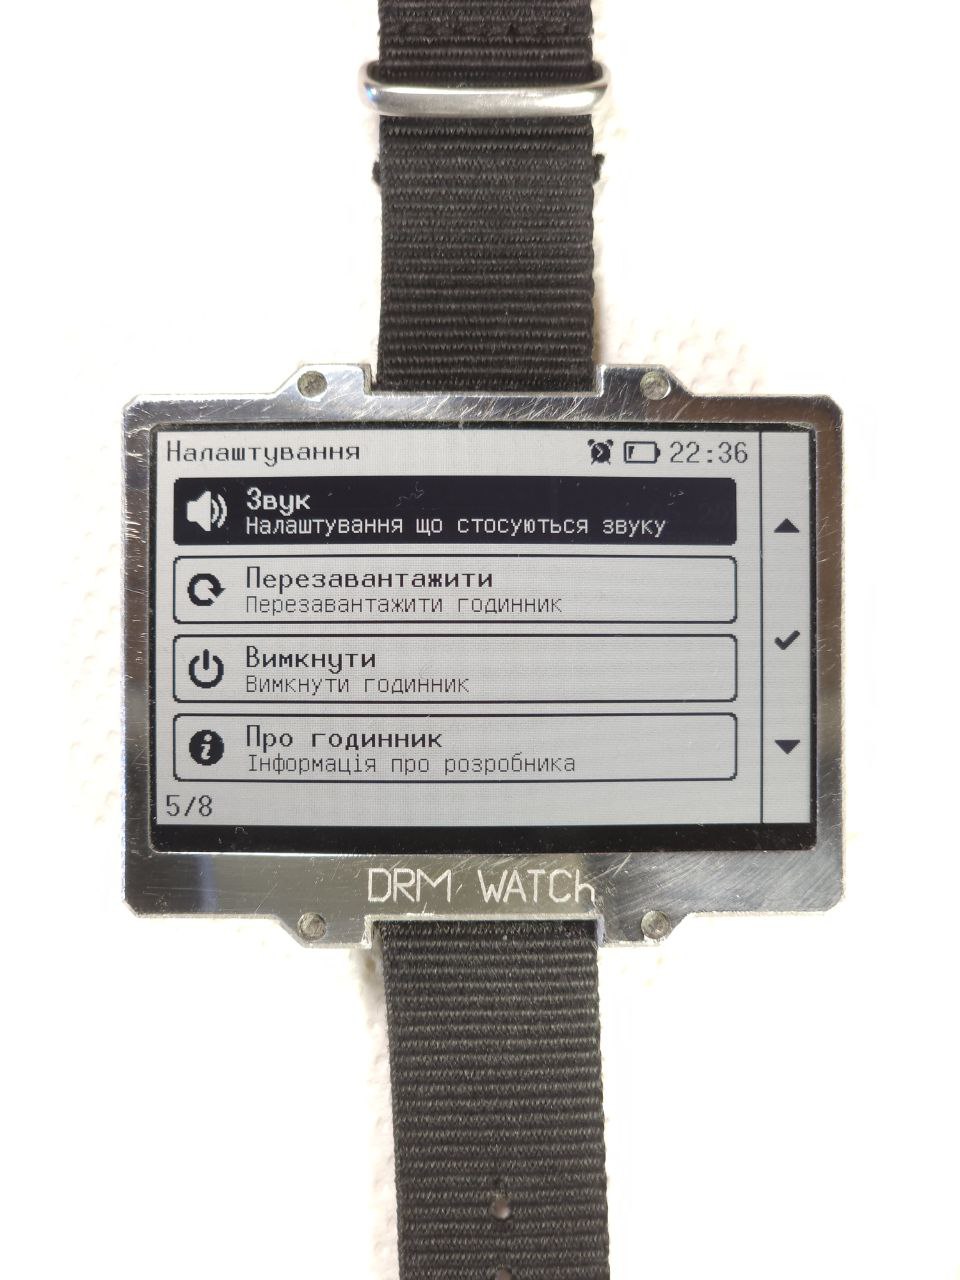 Налаштування 22:36
Звук
Налаштування що стосуються звуку
Перезавантажити
Перезавантажити годинник
Вимкнути
Вимкнути годинник
Про годинник
Інформація про розробника
5/8
DRM WATCh